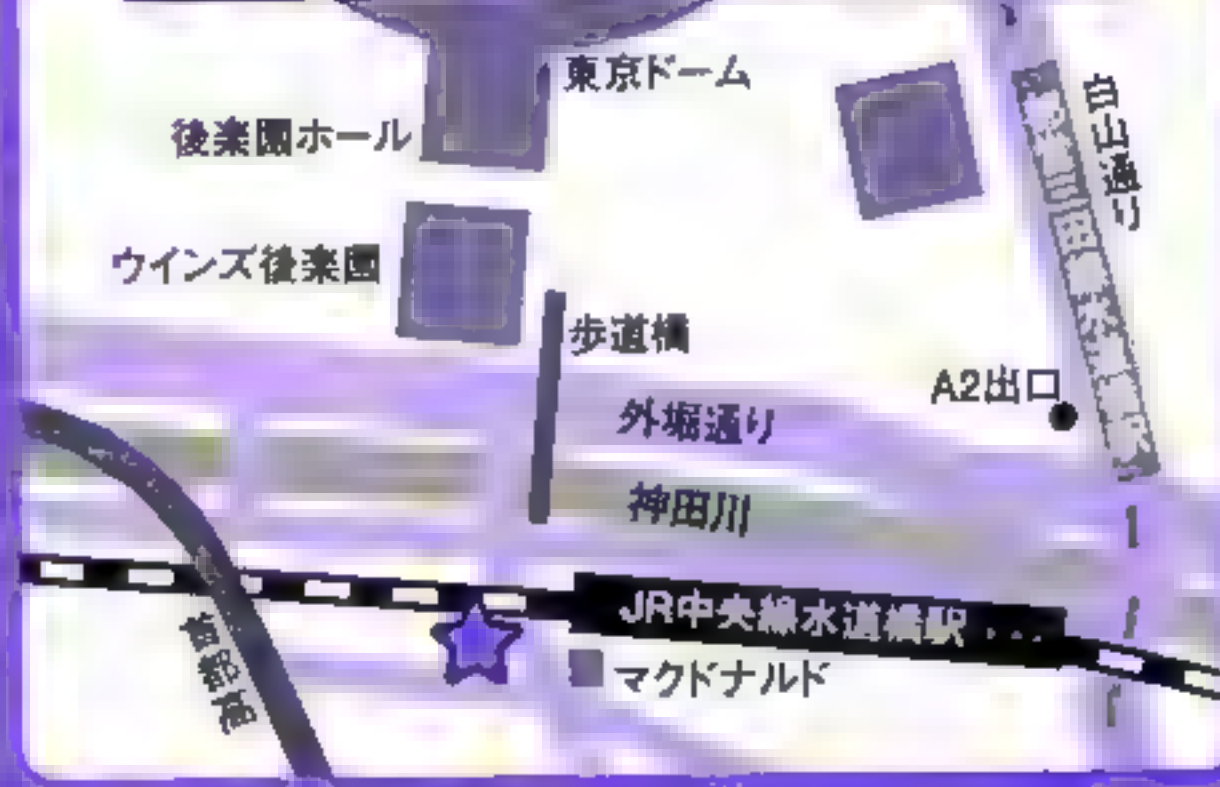 東京ドーム
後楽園ホール
白山通り
ウインズ後楽園
歩道橋
A2出口
外堀通り
神田川
JR中央線水道橋駅
マクドナルド
首都高